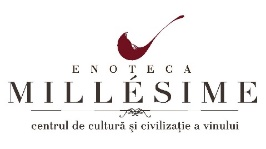 ENOTECA
MILLÉSIME
centrul de cultură și civilizație a vinului